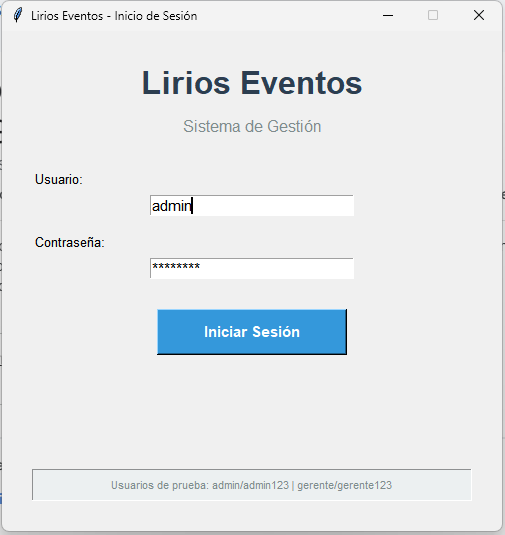 Lirios Eventos - Inicio de Sesión
Lirios Eventos
Sistema de Gestión
Usuario:
admin
Contraseña:
********
Iniciar Sesión
Usuarios de prueba: admin/admin123 | gerente/gerente123